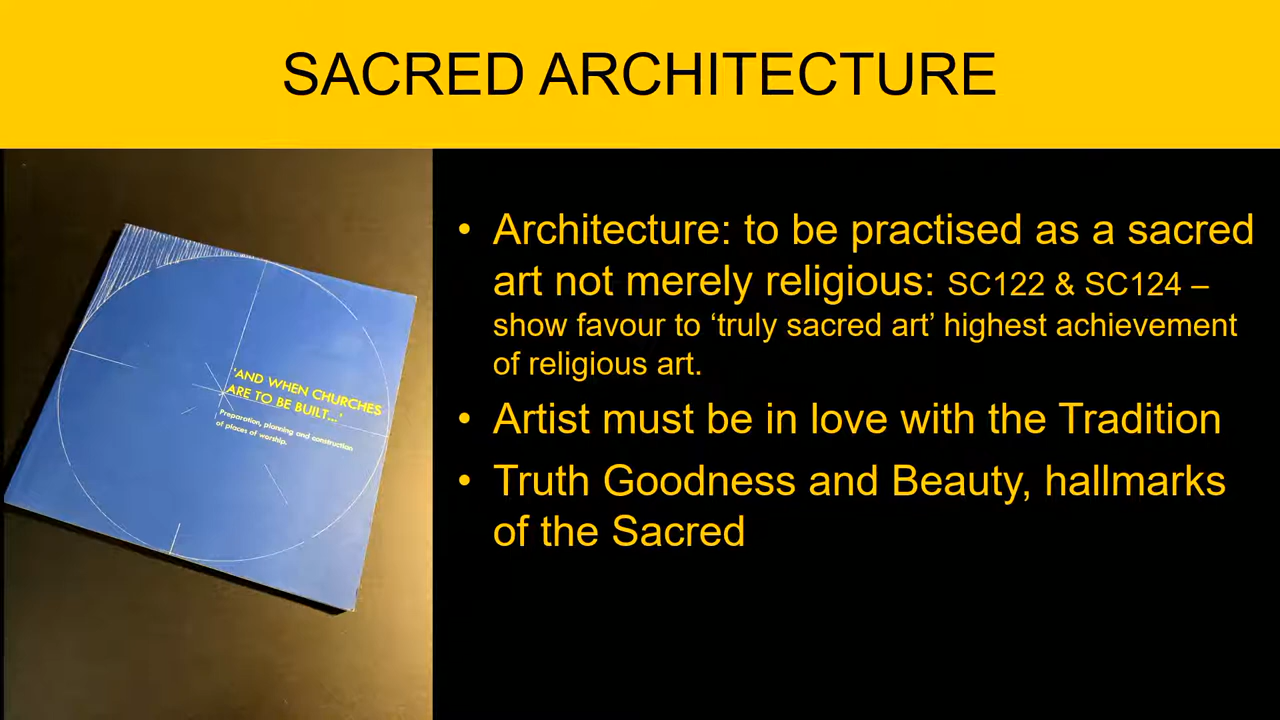 SACRED ARCHITECTURE
• Architecture: to be practised as a sacred
art not merely religious: SC122 & SC124 –
show favour to ‘truly sacred art’ highest achievement
of religious art.
• Artist must be in love with the Tradition
• Truth Goodness and Beauty, hallmarks
of the Sacred
‘AND WHEN CHURCHES
ARE TO BE BUILT...’
Preparation, planning and construction
of places of worship.